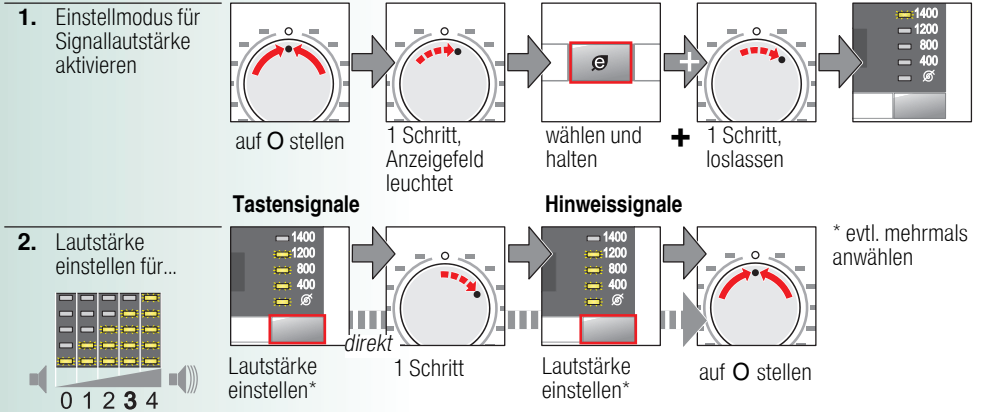 1. Einstellmodus für
Signallautstärke
aktivieren
auf O stellen
1 Schritt,
Anzeigefeld
leuchtet
wählen und
halten
+
+ 1 Schritt,
loslassen
1400
1200
800
400
Tastensignale
Hinweissignale
2. Lautstärke
einstellen für...
0 1 2 3 4
1400
1200
800
400
Lautstärke
einstellen*
direkt
1 Schritt
1400
1200
800
400
Lautstärke
einstellen*
auf O stellen
* evtl. mehrmals
anwählen